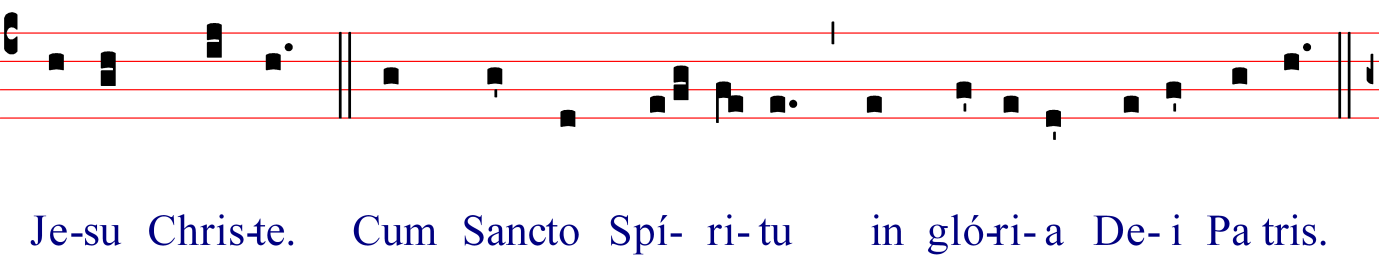 Je-su Chris-te. Cum Sancto Spí- ri- tu in gló-ri- a De- i Pa tris.